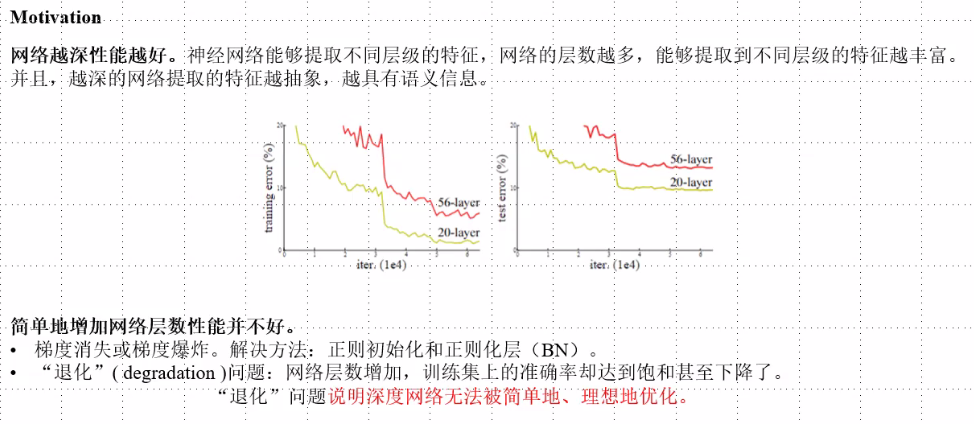 Motivation
网络越深性能越好。神经网络能够提取不同层级的特征，网络的层数越多，能够提取到不同层级的特征越丰富。
并且，越深的网络提取的特征越抽象，越具有语义信息。
20
10
0
training error (%)
56-layer
20-layer
0 1 2 3 4 5 6
iter. (1e4)
20
10
0
test error (%)
56-layer
20-layer
0 1 2 3 4 5 6
iter. (1e4)
简单地增加网络层数性能并不好。
• 梯度消失或梯度爆炸。解决方法：正则初始化和正则化层（BN）。
• “退化”( degradation )问题：网络层数增加，训练集上的准确率却达到饱和甚至下降了。
“退化”问题说明深度网络无法被简单地、理想地优化。